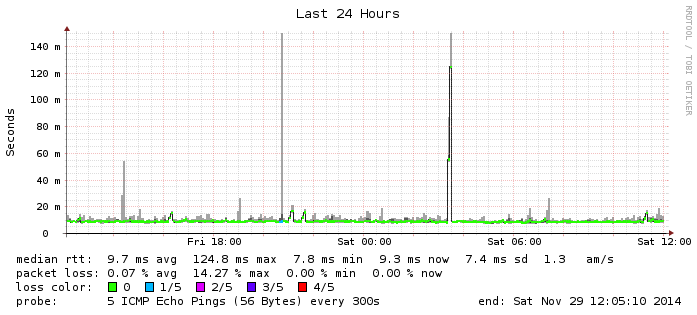 Last 24 Hours
RRDTOOL / TOBI OETIKER
Seconds
140 m
120 m
100 m
80 m
60 m
40 m
20 m
0
Fri 18:00 Sat 00:00 Sat 06:00 Sat 12:00
median rtt: 9.7 ms avg 124.8 ms max 7.8 ms min 9.3 ms now 7.4 ms sd 1.3 am/s
packet loss: 0.07 % avg 14.27 % max 0.00 % min 0.00 % now
loss color: 0 1/5 2/5 3/5 4/5
probe: 5 ICMP Echo Pings (56 Bytes) every 300s end: Sat Nov 29 12:05:10 2014